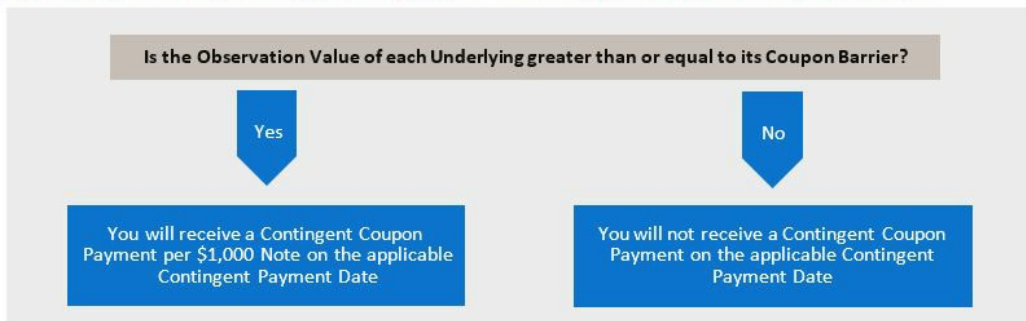 Is the Observation Value of each Underlying greater than or equal to its Coupon Barrier?
Yes
No
You will receive a Contingent Coupon
Payment per $1,000 Note on the applicable
Contingent Payment Date
You will not receive a Contingent Coupon
Payment on the applicable Contingent
Payment Date